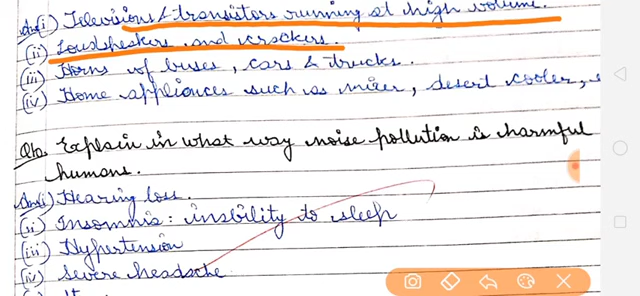 Ans(i) Televisions & transistors running at high volume.
(ii) Loudspeakers and crackers.
(iii) Horns of buses, cars & trucks.
(iv) Home appliances such as mixer, desert cooler,
Q10. Explain in what way noise pollution is harmful
humans.
Ans(i) Hearing loss.
(ii) Insomnia: inability to sleep
(iii) Hypertension
(iv) Severe headache